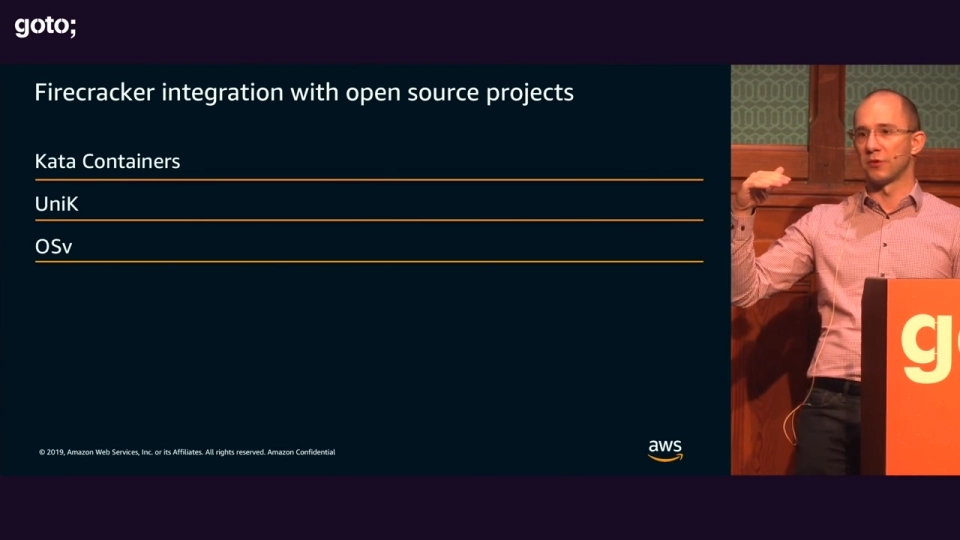 goto;
Firecracker integration with open source projects
Kata Containers
UniK
OSv
© 2019, Amazon Web Services, Inc. or its Affiliates. All rights reserved. Amazon Confidential
aws
g